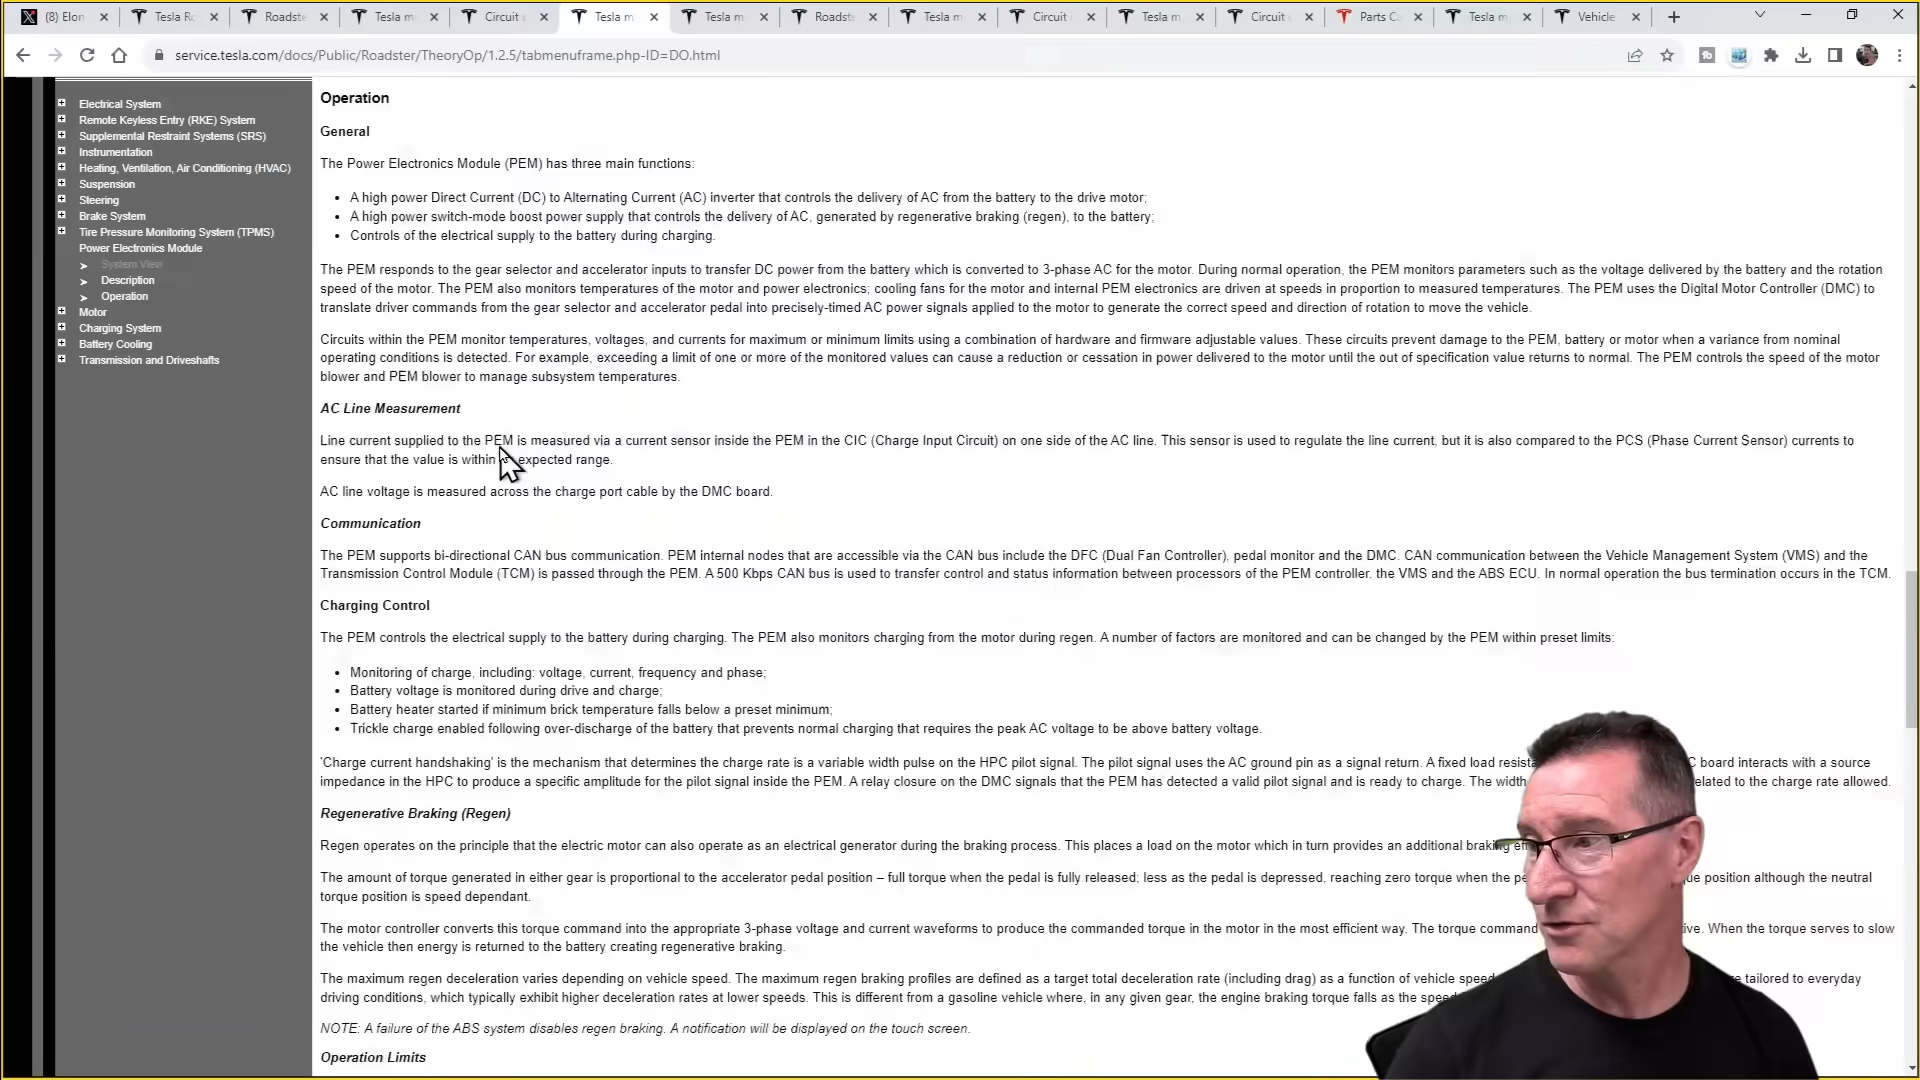 (8) Elon
Tesla Ro
Roadste
Tesla m
Circuit
Tesla m
Tesla m
Roadste
Tesla m
Circuit
Tesla m
Circuit
Parts C
Tesla m
Vehicle
service.tesla.com/docs/Public/Roadster/TheoryOp/1.2.5/tabmenuframe.php-ID=DO.html
Electrical System
Remote Keyless Entry (RKE) System
Supplemental Restraint Systems (SRS)
Instrumentation
Heating, Ventilation, Air Conditioning (HVAC)
Suspension
Steering
Brake System
Tire Pressure Monitoring System (TPMS)
Power Electronics Module
System View
Description
Operation
Motor
Charging System
Battery Cooling
Transmission and Driveshafts
Operation
General
The Power Electronics Module (PEM) has three main functions:
• A high power Direct Current (DC) to Alternating Current (AC) inverter that controls the delivery of AC from the battery to the drive motor;
• A high power switch-mode boost power supply that controls the delivery of AC, generated by regenerative braking (regen), to the battery;
• Controls of the electrical supply to the battery during charging.
The PEM responds to the gear selector and accelerator inputs to transfer DC power from the battery which is converted to 3-phase AC for the motor. During normal operation, the PEM monitors parameters such as the voltage delivered by the battery and the rotation
speed of the motor. The PEM also monitors temperatures of the motor and power electronics; cooling fans for the motor and internal PEM electronics are driven at speeds in proportion to measured temperatures. The PEM uses the Digital Motor Controller (DMC) to
translate driver commands from the gear selector and accelerator pedal into precisely-timed AC power signals applied to the motor to generate the correct speed and direction of rotation to move the vehicle.
Circuits within the PEM monitor temperatures, voltages, and currents for maximum or minimum limits using a combination of hardware and firmware adjustable values. These circuits prevent damage to the PEM, battery or motor when a variance from nominal
operating conditions is detected. For example, exceeding a limit of one or more of the monitored values can cause a reduction or cessation in power delivered to the motor until the out of specification value returns to normal. The PEM controls the speed of the motor
blower and PEM blower to manage subsystem temperatures.
AC Line Measurement
Line current supplied to the PEM is measured via a current sensor inside the PEM in the CIC (Charge Input Circuit) on one side of the AC line. This sensor is used to regulate the line current, but it is also compared to the PCS (Phase Current Sensor) currents to
ensure that the value is within expected range.
AC line voltage is measured across the charge port cable by the DMC board.
Communication
The PEM supports bi-directional CAN bus communication. PEM internal nodes that are accessible via the CAN bus include the DFC (Dual Fan Controller), pedal monitor and the DMC. CAN communication between the Vehicle Management System (VMS) and the
Transmission Control Module (TCM) is passed through the PEM. A 500 Kbps CAN bus is used to transfer control and status information between processors of the PEM controller, the VMS and the ABS ECU. In normal operation the bus termination occurs in the TCM.
Charging Control
The PEM controls the electrical supply to the battery during charging. The PEM also monitors charging from the motor during regen. A number of factors are monitored and can be changed by the PEM within preset limits:
• Monitoring of charge, including: voltage, current, frequency and phase;
• Battery voltage is monitored during drive and charge;
• Battery heater started if minimum brick temperature falls below a preset minimum;
• Trickle charge enabled following over-discharge of the battery that prevents normal charging that requires the peak AC voltage to be above battery voltage.
'Charge current handshaking' is the mechanism that determines the charge rate is a variable width pulse on the HPC pilot signal. The pilot signal uses the AC ground pin as a signal return. A fixed load resista C board interacts with a source
impedance in the HPC to produce a specific amplitude for the pilot signal inside the PEM. A relay closure on the DMC signals that the PEM has detected a valid pilot signal and is ready to charge. The width elated to the charge rate allowed.
Regenerative Braking (Regen)
Regen operates on the principle that the electric motor can also operate as an electrical generator during the braking process. This places a load on the motor which in turn provides an additional braking
The amount of torque generated in either gear is proportional to the accelerator pedal position – full torque when the pedal is fully released; less as the pedal is depressed, reaching zero torque when the pe ue position although the neutral
torque position is speed dependant.
The motor controller converts this torque command into the appropriate 3-phase voltage and current waveforms to produce the commanded torque in the motor in the most efficient way. The torque command tive. When the torque serves to slow
the vehicle then energy is returned to the battery creating regenerative braking.
The maximum regen deceleration varies depending on vehicle speed. The maximum regen braking profiles are defined as a target total deceleration rate (including drag) as a function of vehicle speed re tailored to everyday
driving conditions, which typically exhibit higher deceleration rates at lower speeds. This is different from a gasoline vehicle where, in any given gear, the engine braking torque falls as the speed
NOTE: A failure of the ABS system disables regen braking. A notification will be displayed on the touch screen.
Operation Limits